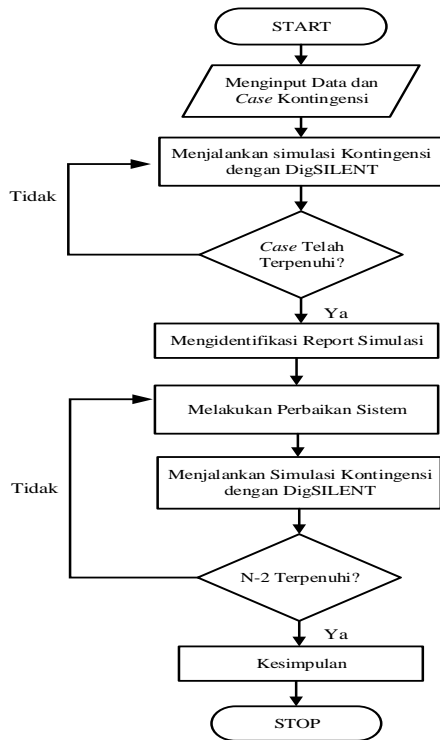 START
Menginput Data dan
Case Kontingensi
Menjalankan simulasi Kontingensi
dengan DigSILENT
Tidak
Case Telah
Terpenuhi?
Ya
Mengidentifikasi Report Simulasi
Melakukan Perbaikan Sistem
Menjalankan Simulasi Kontingensi
dengan DigSILENT
Tidak
N-2 Terpenuhi?
Ya
Kesimpulan
STOP